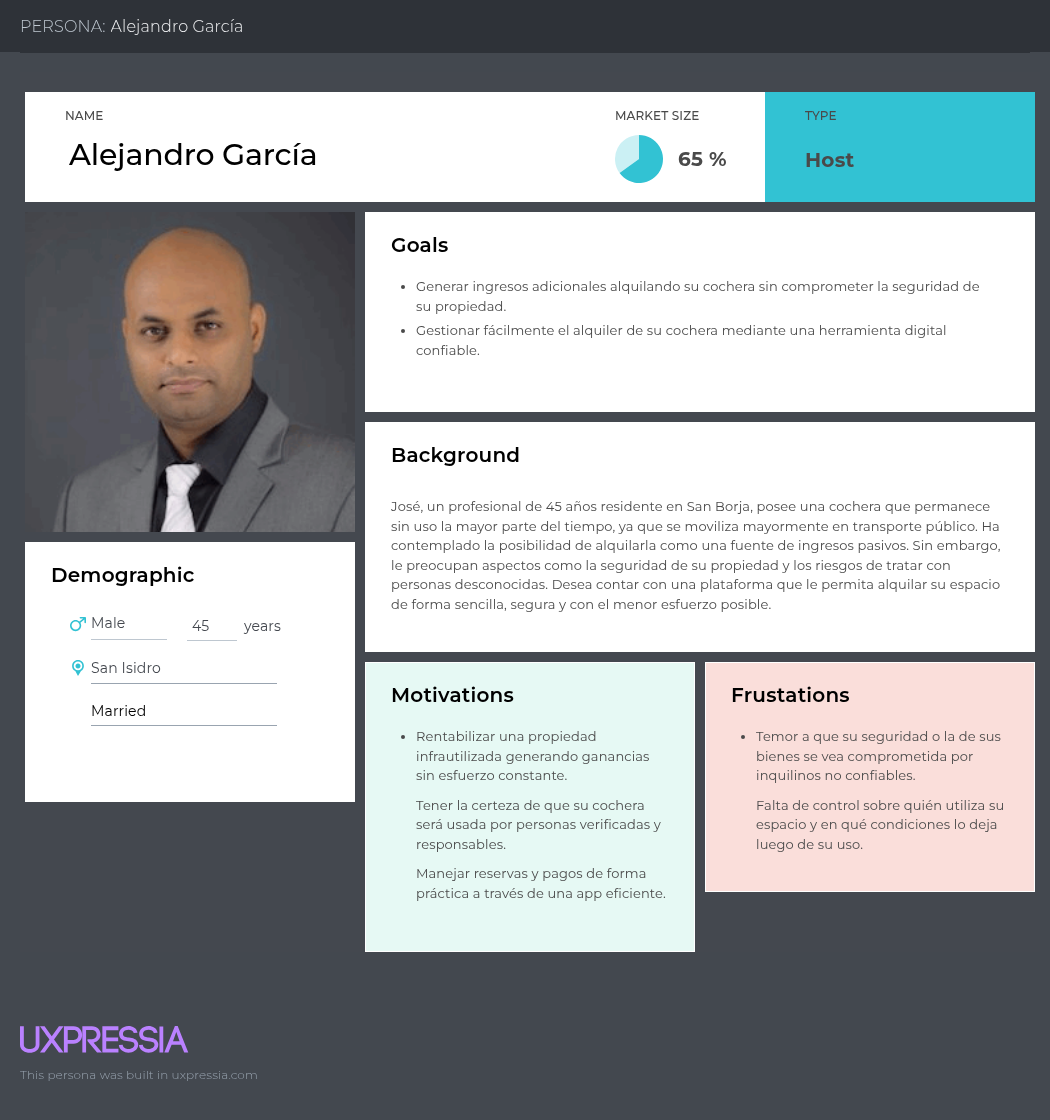 PERSONA: Alejandro García
NAME
Alejandro García
MARKET SIZE
65 %
TYPE
Host
Goals
• Generar ingresos adicionales alquilando su cochera sin comprometer la seguridad de
su propiedad.
• Gestionar fácilmente el alquiler de su cochera mediante una herramienta digital
confiable.
Background
José, un profesional de 45 años residente en San Borja, posee una cochera que permanece
sin uso la mayor parte del tiempo, ya que se moviliza mayormente en transporte público. Ha
contemplado la posibilidad de alquilarla como una fuente de ingresos pasivos. Sin embargo,
le preocupan aspectos como la seguridad de su propiedad y los riesgos de tratar con
personas desconocidas. Desea contar con una plataforma que le permita alquilar su espacio
de forma sencilla, segura y con el menor esfuerzo posible.
Demographic
Male 45 years
San Isidro
Married
Motivations
• Rentabilizar una propiedad
infrautilizada generando ganancias
sin esfuerzo constante.
Tener la certeza de que su cochera
será usada por personas verificadas y
responsables.
Manejar reservas y pagos de forma
práctica a través de una app eficiente.
Frustations
• Temor a que su seguridad o la de sus
bienes se vea comprometida por
inquilinos no confiables.
Falta de control sobre quién utiliza su
espacio y en qué condiciones lo deja
luego de su uso.
UXPRESSIA
This persona was built in uxpressia.com